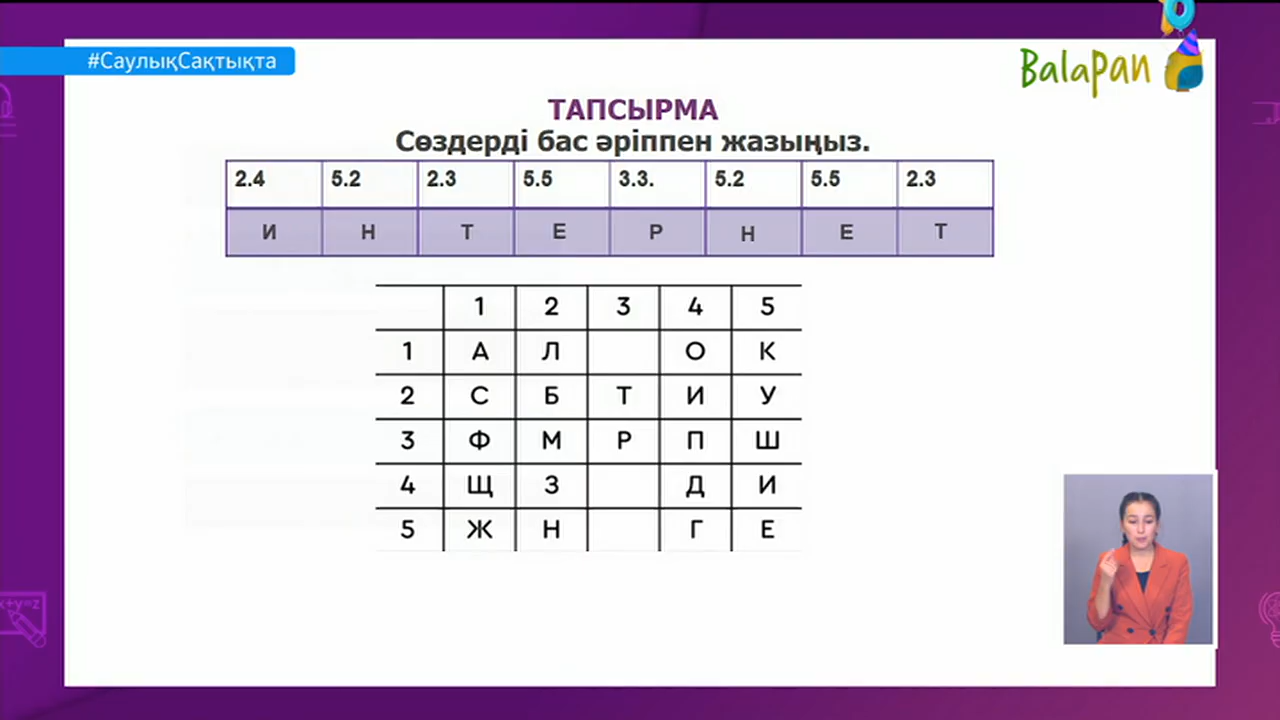 #СаулықСақтықта
Balapan
ТАПСЫРМА
Сөздерді бас әріппен жазыңыз.
2.4 5.2 2.3 5.5 3.3. 5.2 5.5 2.3
И Н Т Е Р Н Е Т
1 2 3 4 5
1 А Л О К
2 С Б Т И У
3 Ф М Р П Ш
4 Щ З Д И
5 Ж Н Г Е
x+y=z